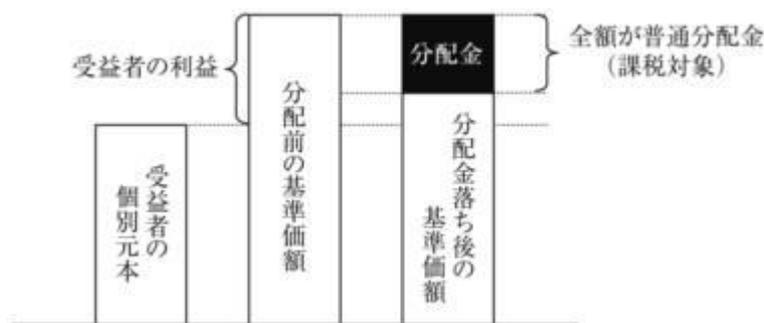 受益者の利益
受益者の
個別元本
分配前の基準価額
分配金
分配金落ち後の
基準価額
全額が普通分配金
（課税対象）